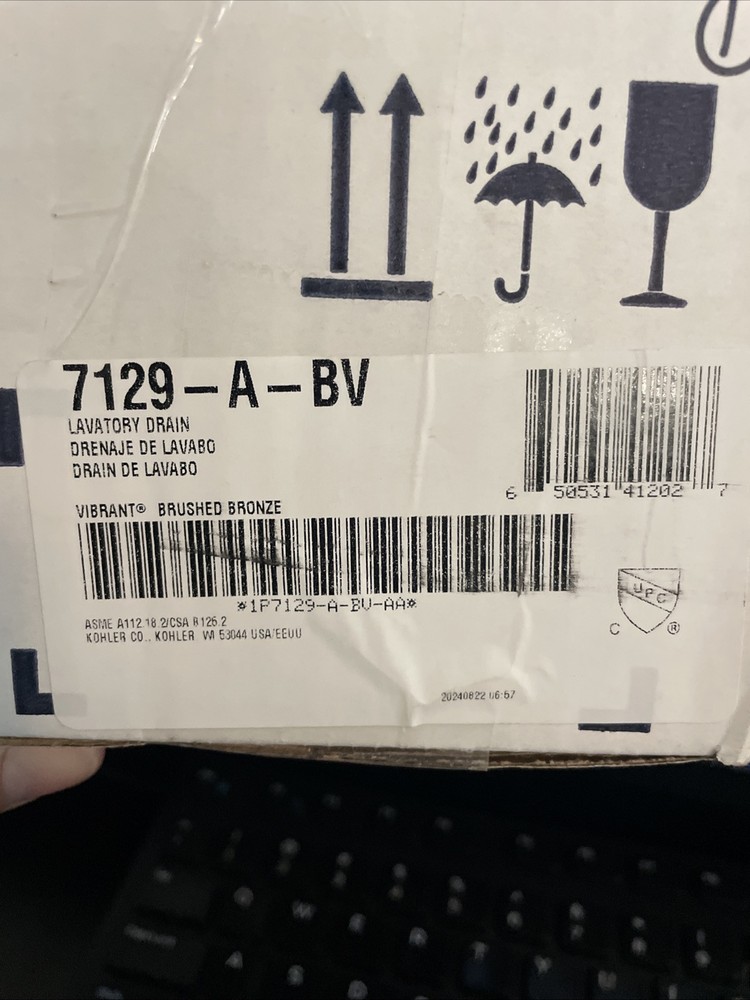 7129-A-BV
LAVATORY DRAIN
DRENAJE DE LAVABO
DRAIN DE LAVABO
6 50531 41202 7
VIBRANT® BRUSHED BRONZE
*1P7129-A-BV-AA*
ASME A112.18.2/CSA B125.2
KOHLER CO., KOHLER WI 53044 USA/EEUU
UPC
C ®
20240822 06:57
Q W E R T Y U
A S D